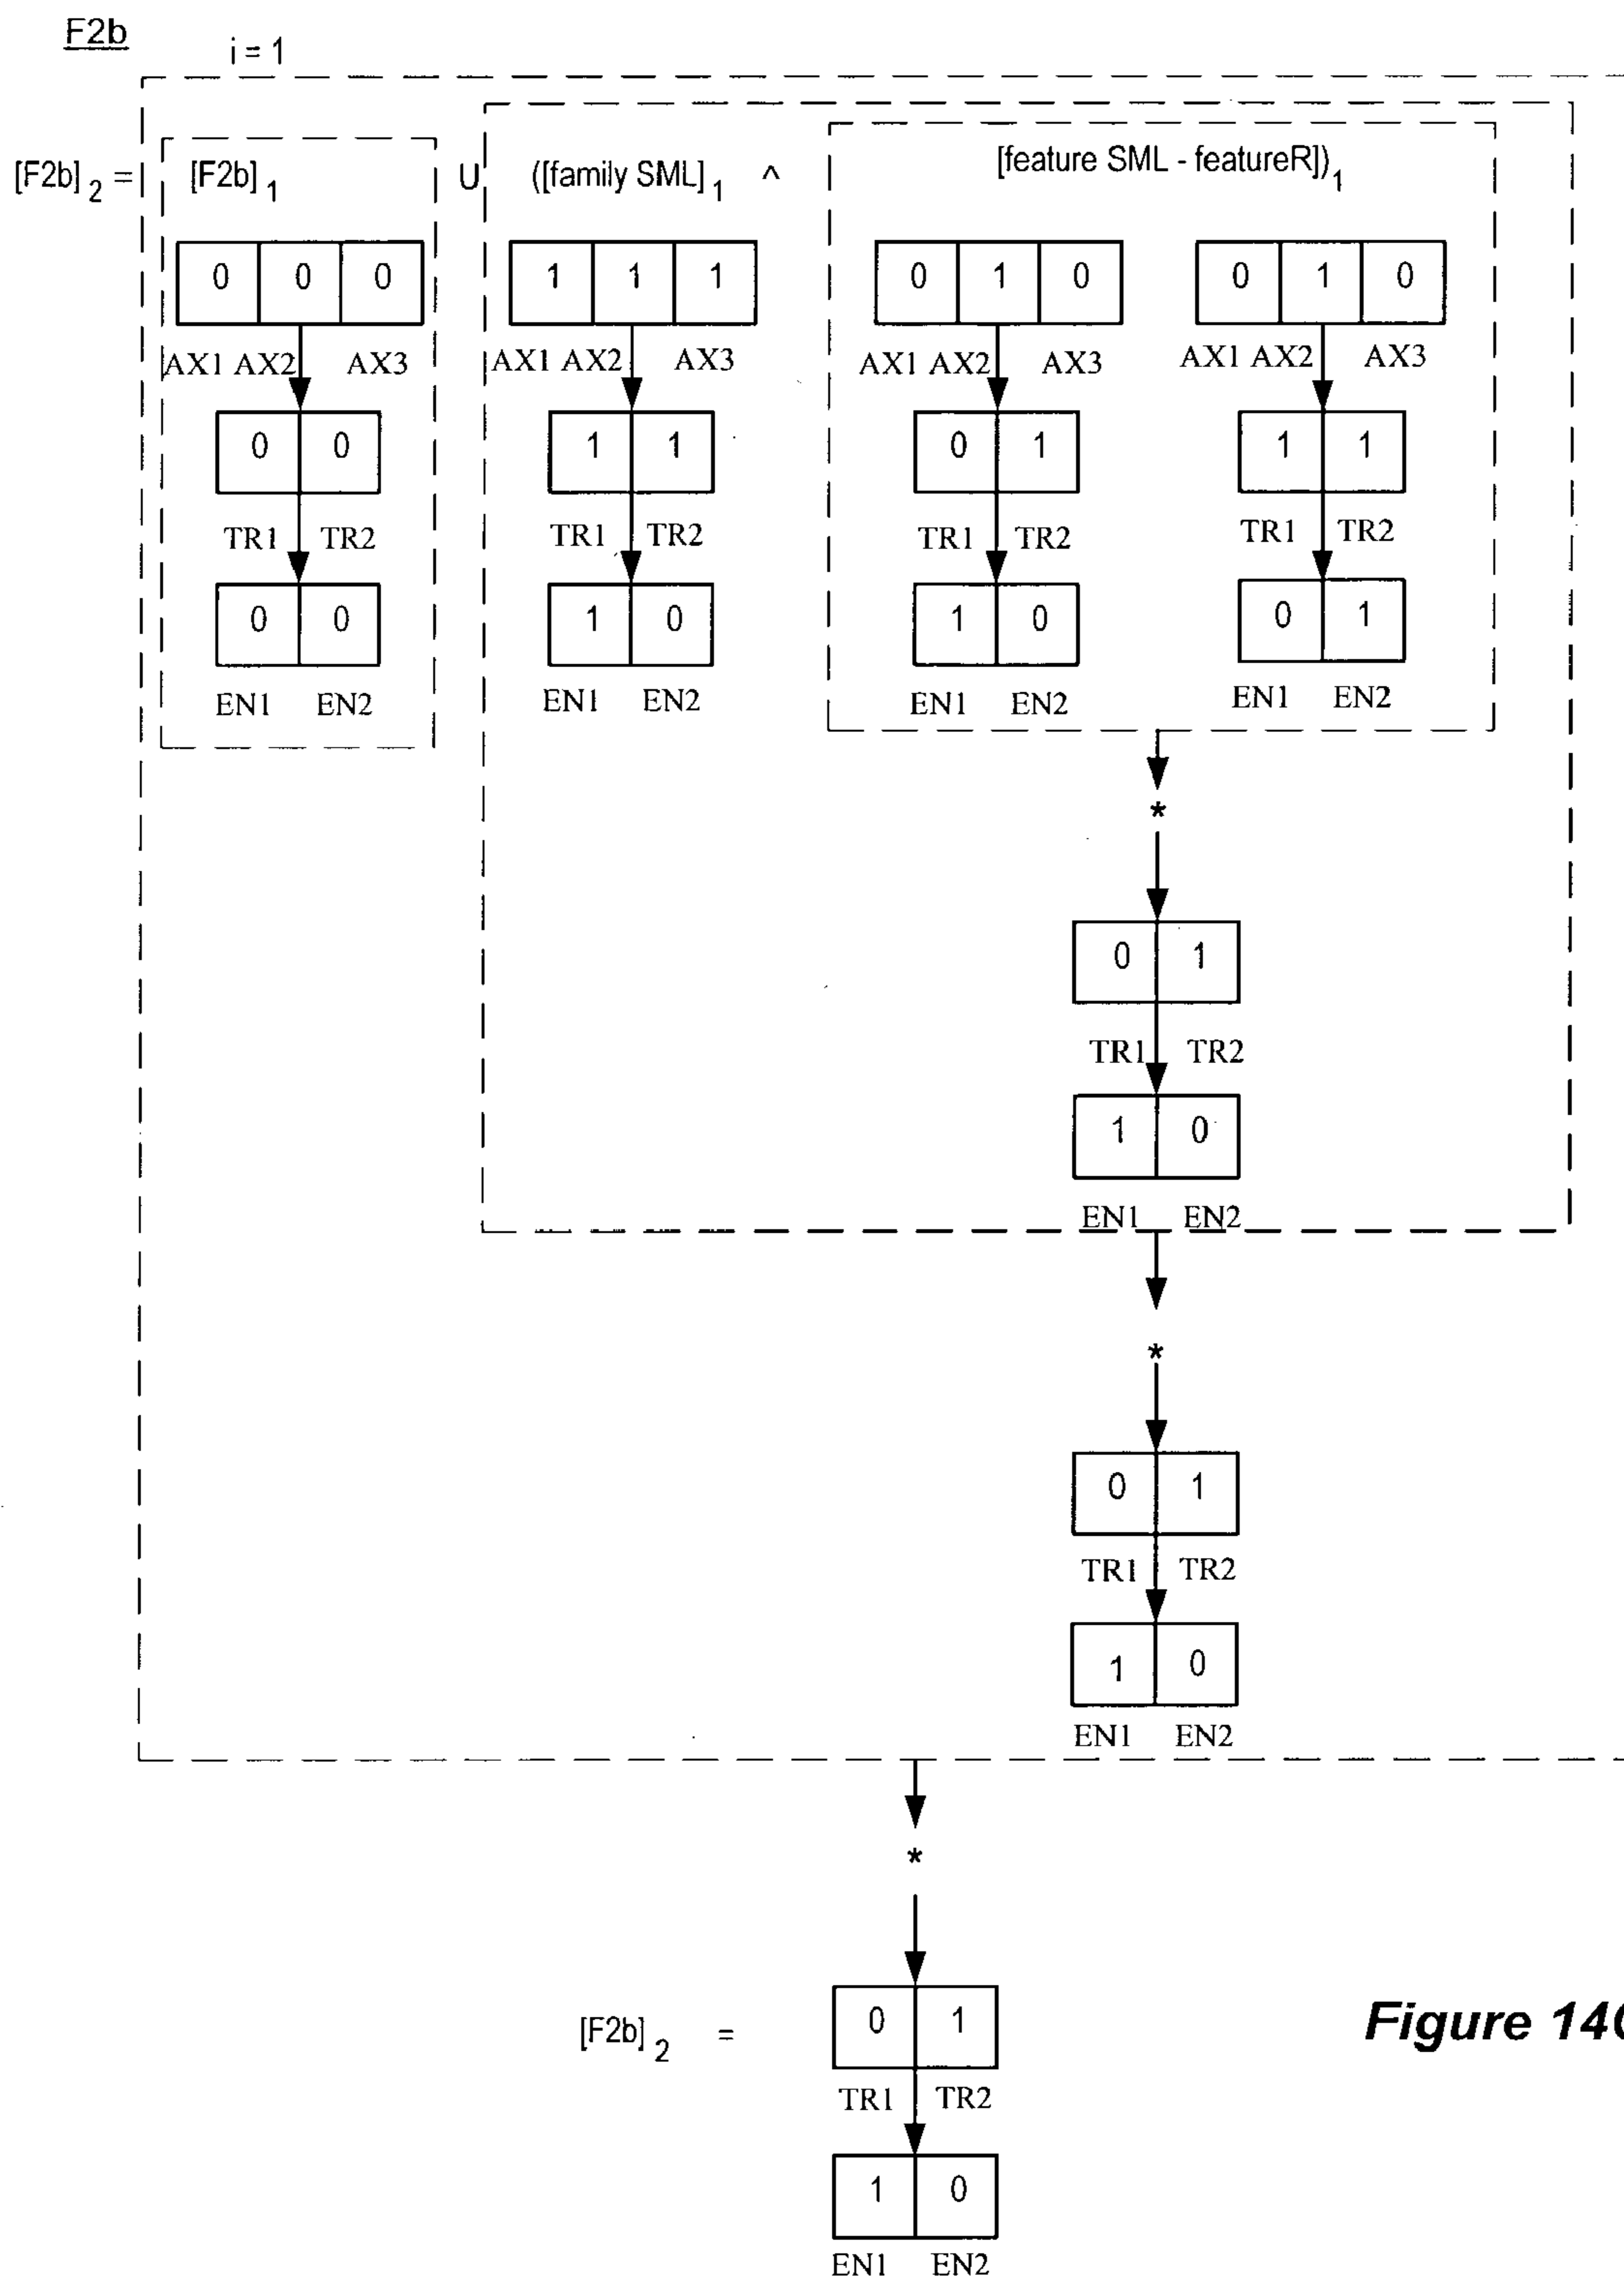 F2b
i = 1
[F2b] 2 = [F2b] 1 U ([family SML] 1 ^ [feature SML - featureR]) 1
0 0 0 1 1 1 0 1 0 0 1 0
AX1 AX2 AX3 AX1 AX2 AX3 AX1 AX2 AX3 AX1 AX2 AX3
0 0 1 1 0 1 1 1
TR1 TR2 TR1 TR2 TR1 TR2 TR1 TR2
0 0 1 0 1 0 0 1
EN1 EN2 EN1 EN2 EN1 EN2 EN1 EN2
*
0 1
TR1 TR2
1 0
EN1 EN2
*
0 1
TR1 TR2
1 0
EN1 EN2
*
[F2b] 2 = 0 1
TR1 TR2
1 0
EN1 EN2
Figure 14